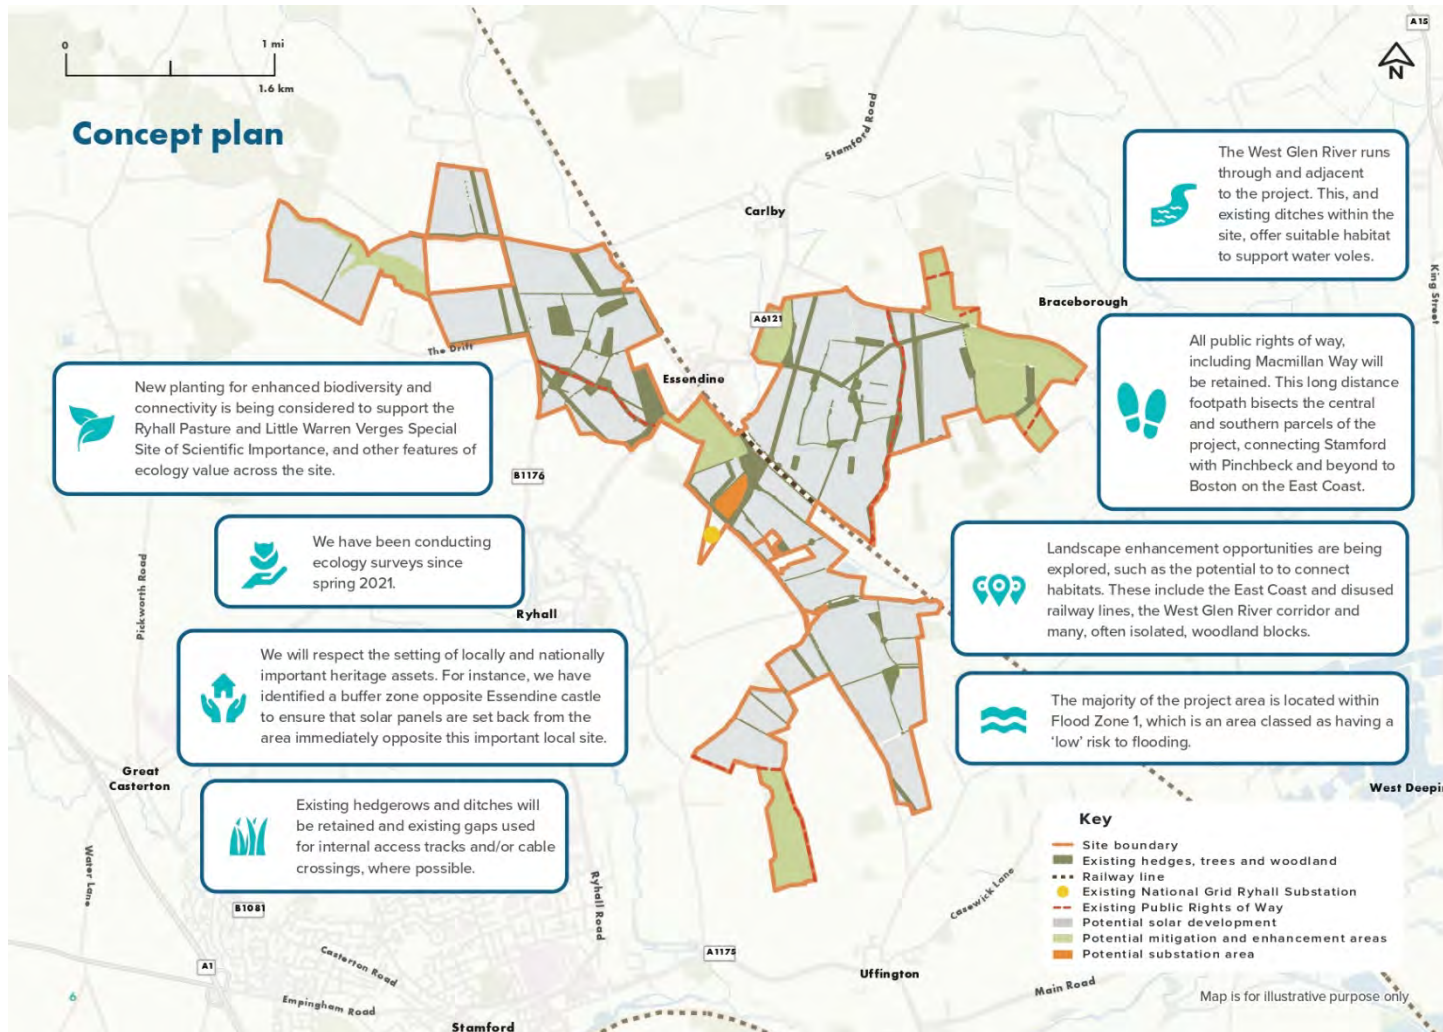 0 1 mi
1.6 km
Concept plan
A15
N
Stamford Road
Carlby
The West Glen River runs
through and adjacent
to the project. This, and
existing ditches within the
site, offer suitable habitat
to support water voles.
King Street
Braceborough
A6121
The Drift
Essendine
All public rights of way,
including Macmillan Way will
be retained. This long distance
footpath bisects the central
and southern parcels of the
project, connecting Stamford
with Pinchbeck and beyond to
Boston on the East Coast.
New planting for enhanced biodiversity and
connectivity is being considered to support the
Ryhall Pasture and Little Warren Verges Special
Site of Scientific Importance, and other features of
ecology value across the site.
B1176
We have been conducting
ecology surveys since
spring 2021.
Pickworth Road
Ryhall
Landscape enhancement opportunities are being
explored, such as the potential to to connect
habitats. These include the East Coast and disused
railway lines, the West Glen River corridor and
many, often isolated, woodland blocks.
We will respect the setting of locally and nationally
important heritage assets. For instance, we have
identified a buffer zone opposite Essendine castle
to ensure that solar panels are set back from the
area immediately opposite this important local site.
The majority of the project area is located within
Flood Zone 1, which is an area classed as having a
‘low’ risk to flooding.
Great
Casterton
West Deepin
Existing hedgerows and ditches will
be retained and existing gaps used
for internal access tracks and/or cable
crossings, where possible.
Water Lane
Ryhall Road
B1081
A1
Casterton Road
Empingham Road
Stamford
A1175
Uffington
Casewick Lane
Main Road
Key
Site boundary
Existing hedges, trees and woodland
Railway line
Existing National Grid Ryhall Substation
Existing Public Rights of Way
Potential solar development
Potential mitigation and enhancement areas
Potential substation area
Map is for illustrative purpose only
6